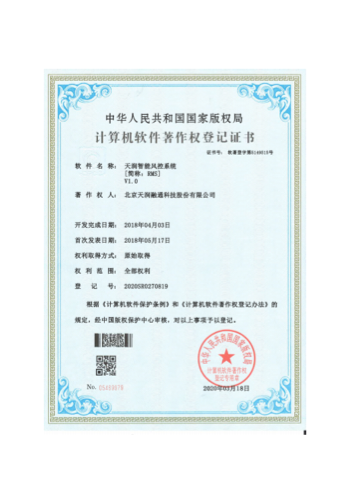 中华人民共和国国家版权局
计算机软件著作权登记证书
证书号： 软著登字第5148515号
软件名称： 天润智能风控系统
[简称：RMS]
V1.0
著作权人： 北京天润融通科技股份有限公司
开发完成日期： 2018年04月03日
首次发表日期： 2018年05月17日
权利取得方式： 原始取得
权利范围： 全部权利
登记号： 2020SR0270819
根据《计算机软件保护条例》和《计算机软件著作权登记办法》的
规定，经中国版权保护中心审核，对以上事项予以登记。
中华人民共和国国家版权局
计算机软件著作权
登记专用章
No.
2020年03月18日